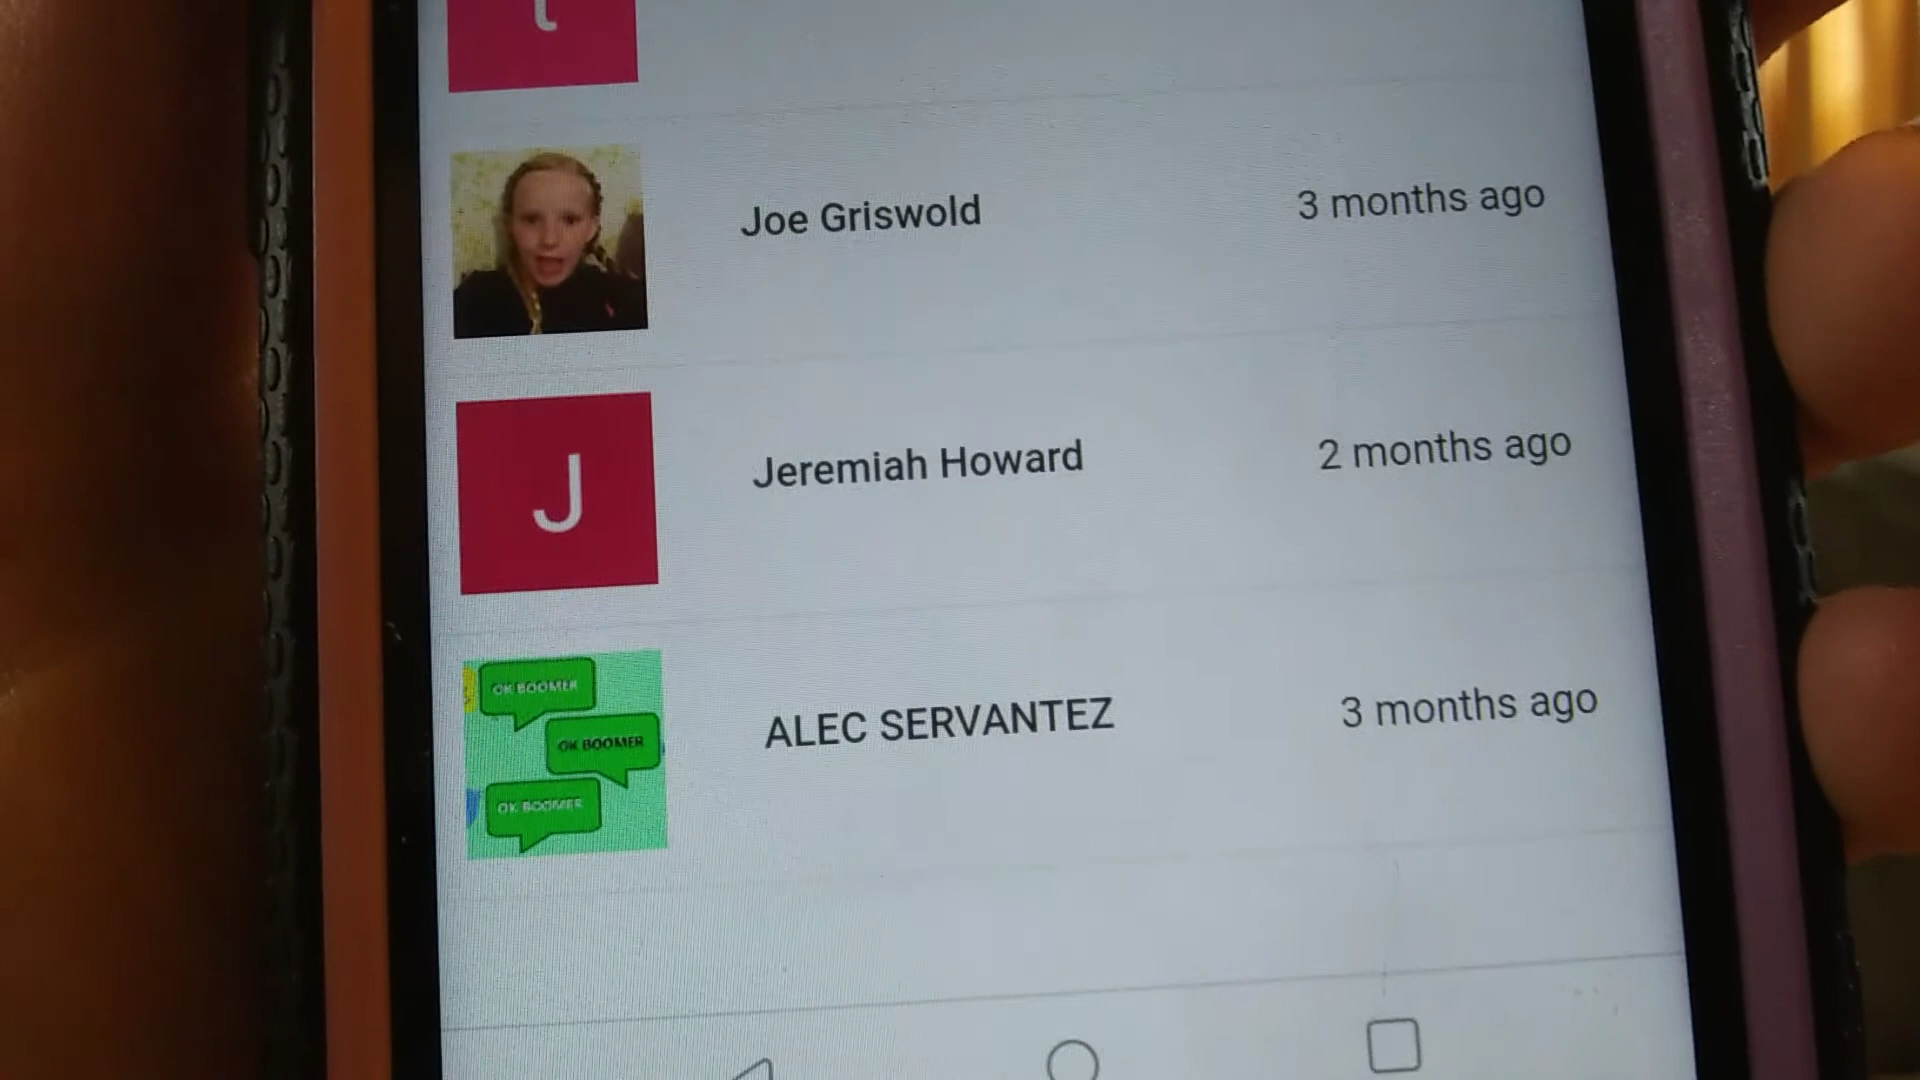 t
Joe Griswold 3 months ago
J
Jeremiah Howard 2 months ago
OK BOOMER
OK BOOMER
OK BOOMER
ALEC SERVANTEZ 3 months ago